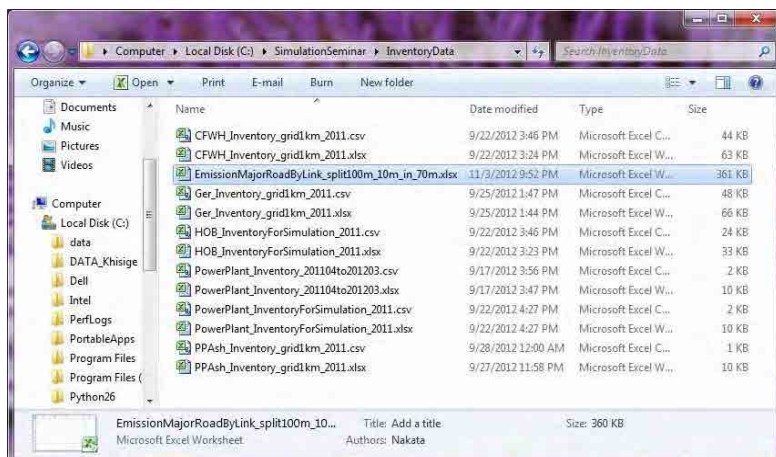 Computer ▸ Local Disk (C:) ▸ SimulationSeminar ▸ InventoryData
Search InventoryData
Organize Open Print E-mail Burn New folder
Documents
Music
Pictures
Videos
Computer
Local Disk (C:)
data
DATA_Khisige
Dell
Intel
PerfLogs
PortableApps
Program Files
Program Files (
Python26
Name Date modified Type Size
CFWH_Inventory_grid1km_2011.csv 9/22/2012 3:46 PM Microsoft Excel C... 44 KB
CFWH_Inventory_grid1km_2011.xlsx 9/22/2012 3:24 PM Microsoft Excel W... 63 KB
EmissionMajorRoadByLink_split100m_10m_in_70m.xlsx 11/3/2012 9:52 PM Microsoft Excel W... 361 KB
Ger_Inventory_grid1km_2011.csv 9/25/2012 1:47 PM Microsoft Excel C... 48 KB
Ger_Inventory_grid1km_2011.xlsx 9/25/2012 1:44 PM Microsoft Excel W... 66 KB
HOB_InventoryForSimulation_2011.csv 9/22/2012 3:46 PM Microsoft Excel C... 24 KB
HOB_InventoryForSimulation_2011.xlsx 9/22/2012 3:23 PM Microsoft Excel W... 33 KB
PowerPlant_Inventory_201104to201203.csv 9/17/2012 3:56 PM Microsoft Excel C... 2 KB
PowerPlant_Inventory_201104to201203.xlsx 9/17/2012 3:47 PM Microsoft Excel W... 10 KB
PowerPlant_InventoryForSimulation_2011.csv 9/22/2012 4:27 PM Microsoft Excel C... 2 KB
PowerPlant_InventoryForSimulation_2011.xlsx 9/22/2012 4:27 PM Microsoft Excel W... 10 KB
PPAsh_Inventory_grid1km_2011.csv 9/28/2012 12:00 AM Microsoft Excel C... 1 KB
PPAsh_Inventory_grid1km_2011.xlsx 9/27/2012 11:58 PM Microsoft Excel W... 10 KB
EmissionMajorRoadByLink_split100m_10... Title: Add a title Size: 360 KB
Microsoft Excel Worksheet Authors: Nakata